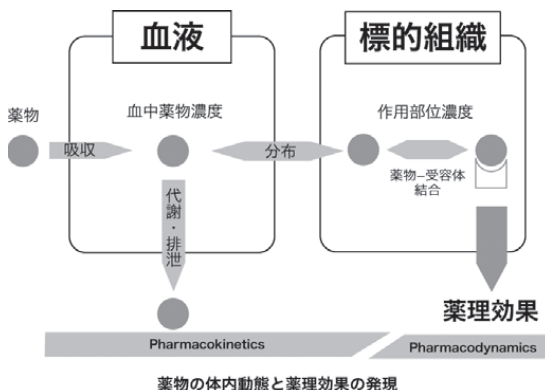 血液
標的組織
薬物
血中薬物濃度
作用部位濃度
吸収
分布
薬物–受容体
結合
代謝・排泄
薬理効果
Pharmacokinetics
Pharmacodynamics
薬物の体内動態と薬理効果の発現